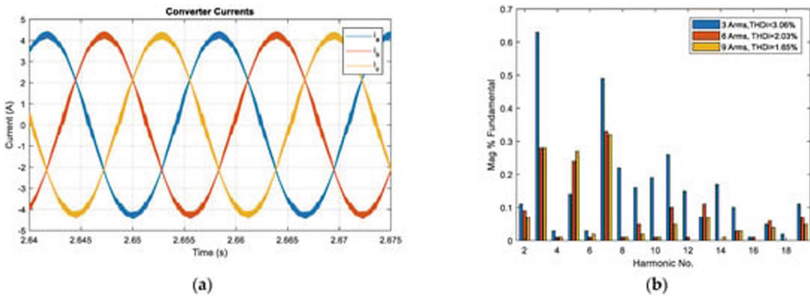 Converter Currents
5
4
3
2
1
0
-1
-2
-3
-4
-5
Current (A)
i a
i b
i c
2.64
2.645
2.65
2.655
2.66
2.665
2.67
2.675
Time (s)
(a)
0.7
0.6
0.5
0.4
0.3
0.2
0.1
0
Mag % Fundamental
3 Arms, THDi=3.06%
6 Arms, THDi=2.03%
9 Arms, THDi=1.65%
2
4
6
8
10
12
14
16
18
Harmonic No.
(b)